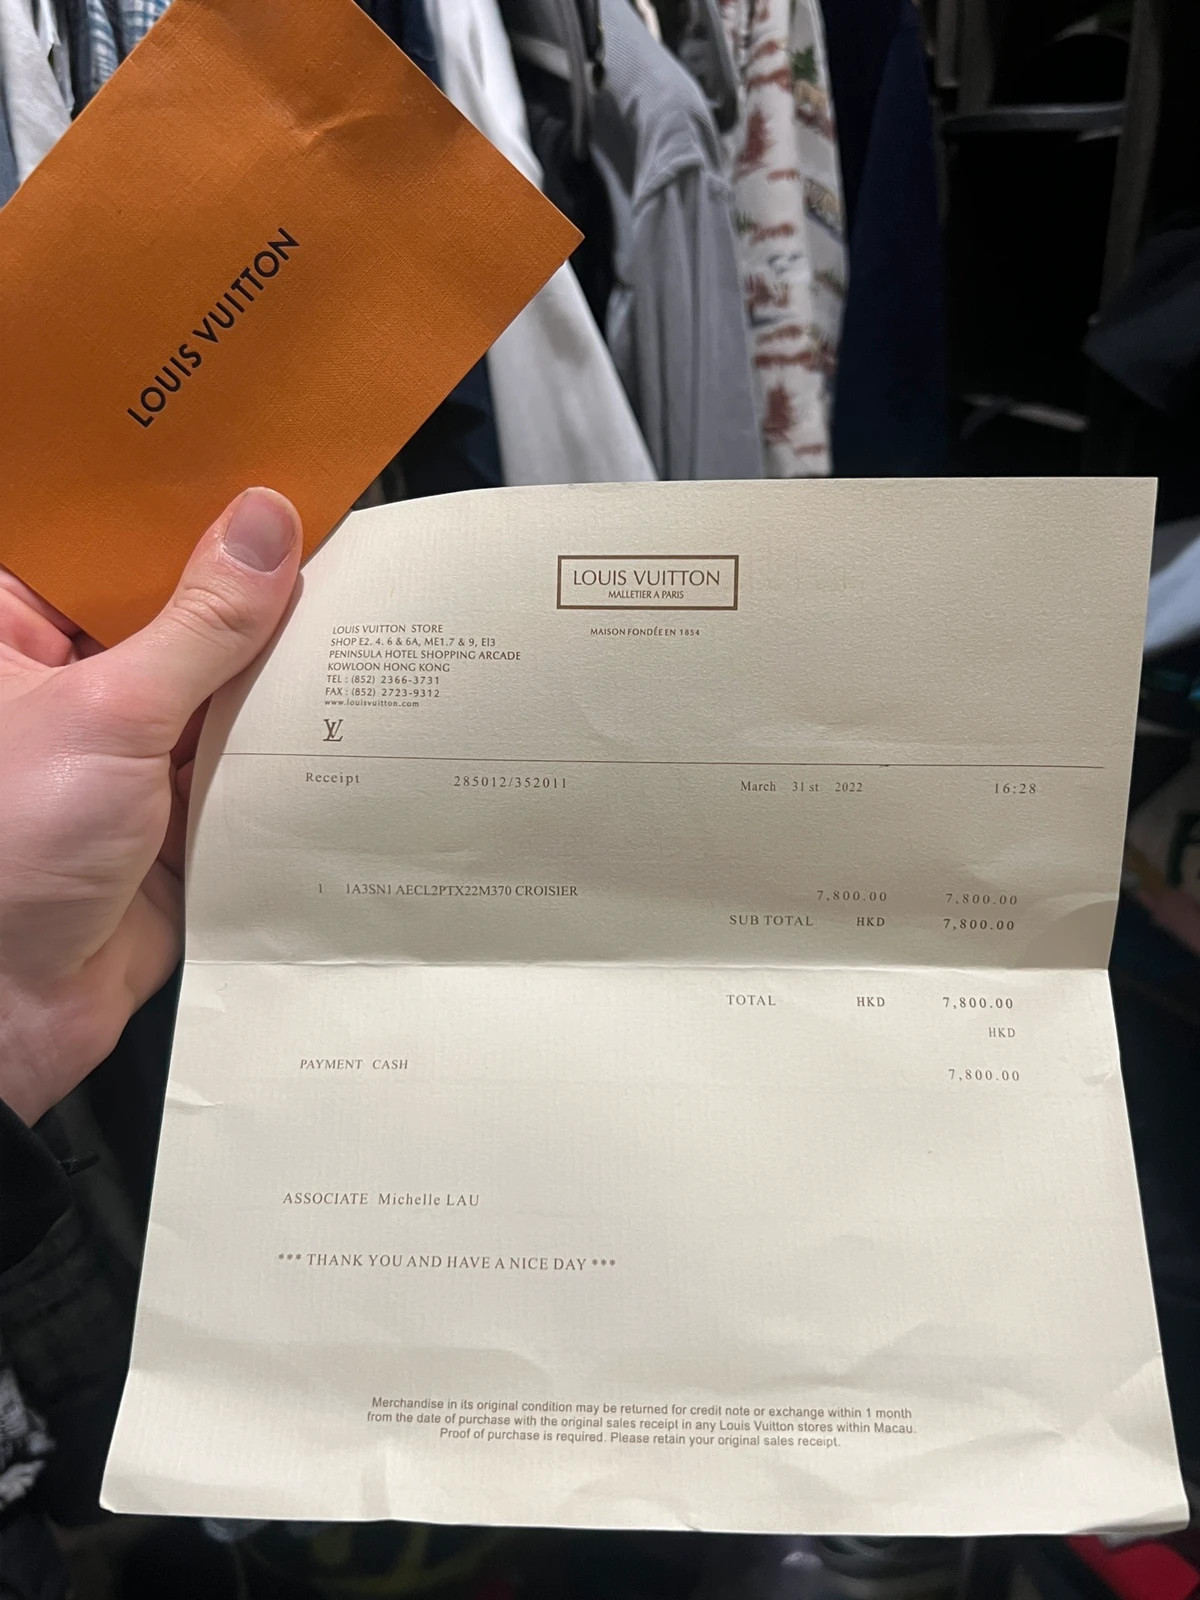 LOUIS VUITTON
LOUIS VUITTON
MALLETIER A PARIS
MAISON FONDÉE EN 1854
LOUIS VUITTON STORE
SHOP E2. 4. 6 & 6A, ME1.7 & 9, EI3
PENINSULA HOTEL SHOPPING ARCADE
KOWLOON HONG KONG
TEL : (852) 2366-3731
FAX : (852) 2723-9312
www.louisvuitton.com
LV
Receipt 285012/352011 March 31 st 2022 16:28
1 1A3SN1 AECL2PTX22M370 CROISIER 7,800.00 7,800.00
SUB TOTAL HKD 7,800.00
TOTAL HKD 7,800.00
HKD
PAYMENT CASH 7,800.00
ASSOCIATE Michelle LAU
*** THANK YOU AND HAVE A NICE DAY ***
Merchandise in its original condition may be returned for credit note or exchange within 1 month
from the date of purchase with the original sales receipt in any Louis Vuitton stores within Macau.
Proof of purchase is required. Please retain your original sales receipt.